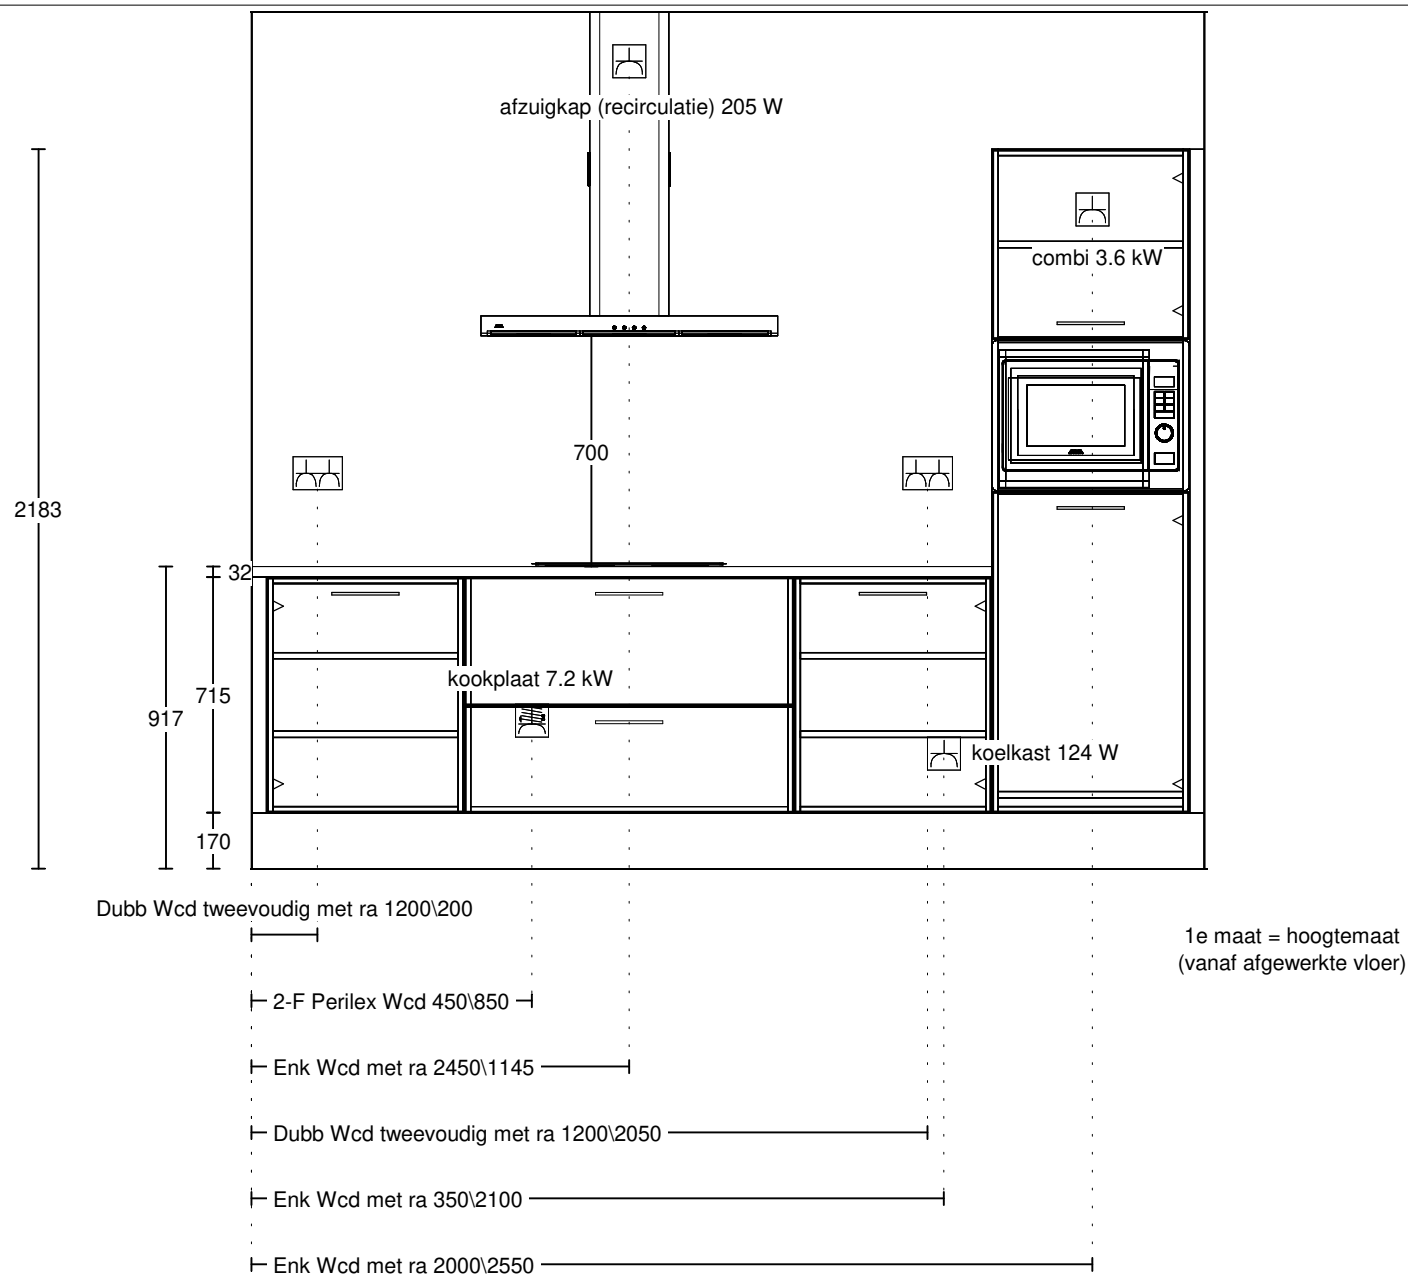 afzuigkap (recirculatie) 205 W
combi 3.6 kW
700
2183
32
kookplaat 7.2 kW
715
917
koelkast 124 W
170
Dubb Wcd tweevoudig met ra 1200\200
1e maat = hoogtemaat
(vanaf afgewerkte vloer)
2-F Perilex Wcd 450\850
Enk Wcd met ra 2450\1145
Dubb Wcd tweevoudig met ra 1200\2050
Enk Wcd met ra 350\2100
Enk Wcd met ra 2000\2550